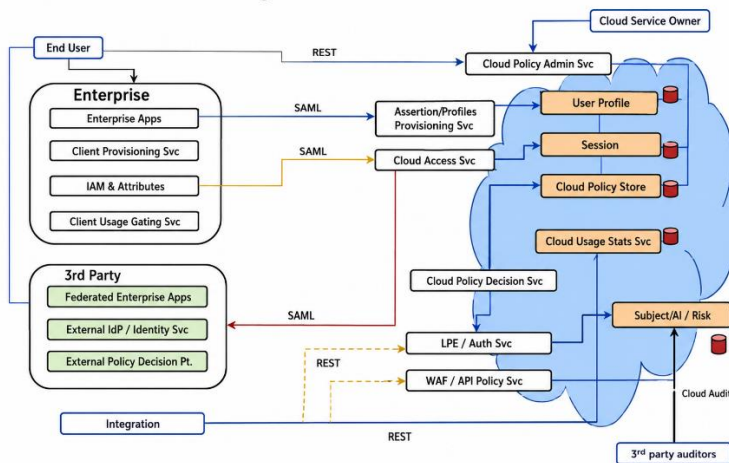 Cloud Service Owner
End User
REST
Cloud Policy Admin Svc
Enterprise
Enterprise Apps
Client Provisioning Svc
IAM & Attributes
Client Usage Gating Svc
SAML
Assertion/Profiles
Provisioning Svc
User Profile
SAML
Cloud Access Svc
Session
Cloud Policy Store
Cloud Usage Stats Svc
3rd Party
Federated Enterprise Apps
External IdP / Identity Svc
External Policy Decision Pt.
SAML
Cloud Policy Decision Svc
Subject/AI / Risk
LPE / Auth Svc
REST
WAF / API Policy Svc
Cloud Audit
Integration
REST
3rd party auditors